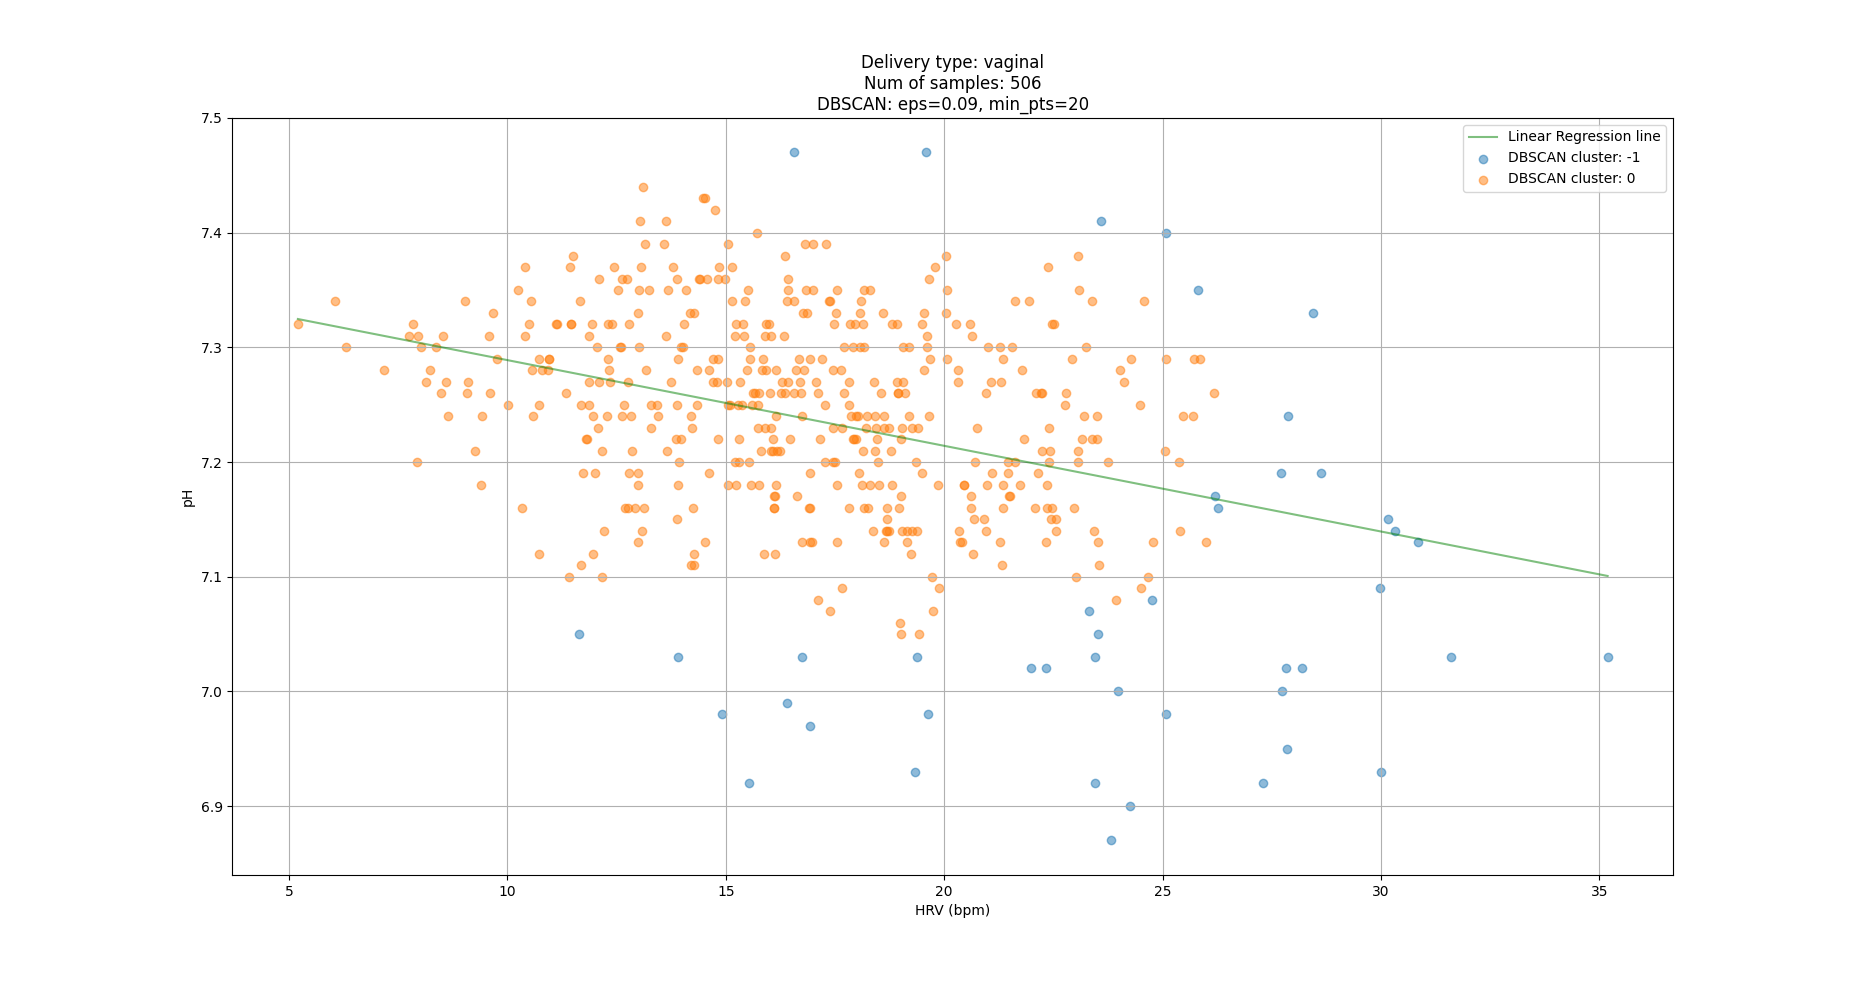 Delivery type: vaginal
Num of samples: 506
DBSCAN: eps=0.09, min_pts=20
Linear Regression line
DBSCAN cluster: -1
DBSCAN cluster: 0
pH
7.5
7.4
7.3
7.2
7.1
7.0
6.9
5 10 15 20 25 30 35
HRV (bpm)